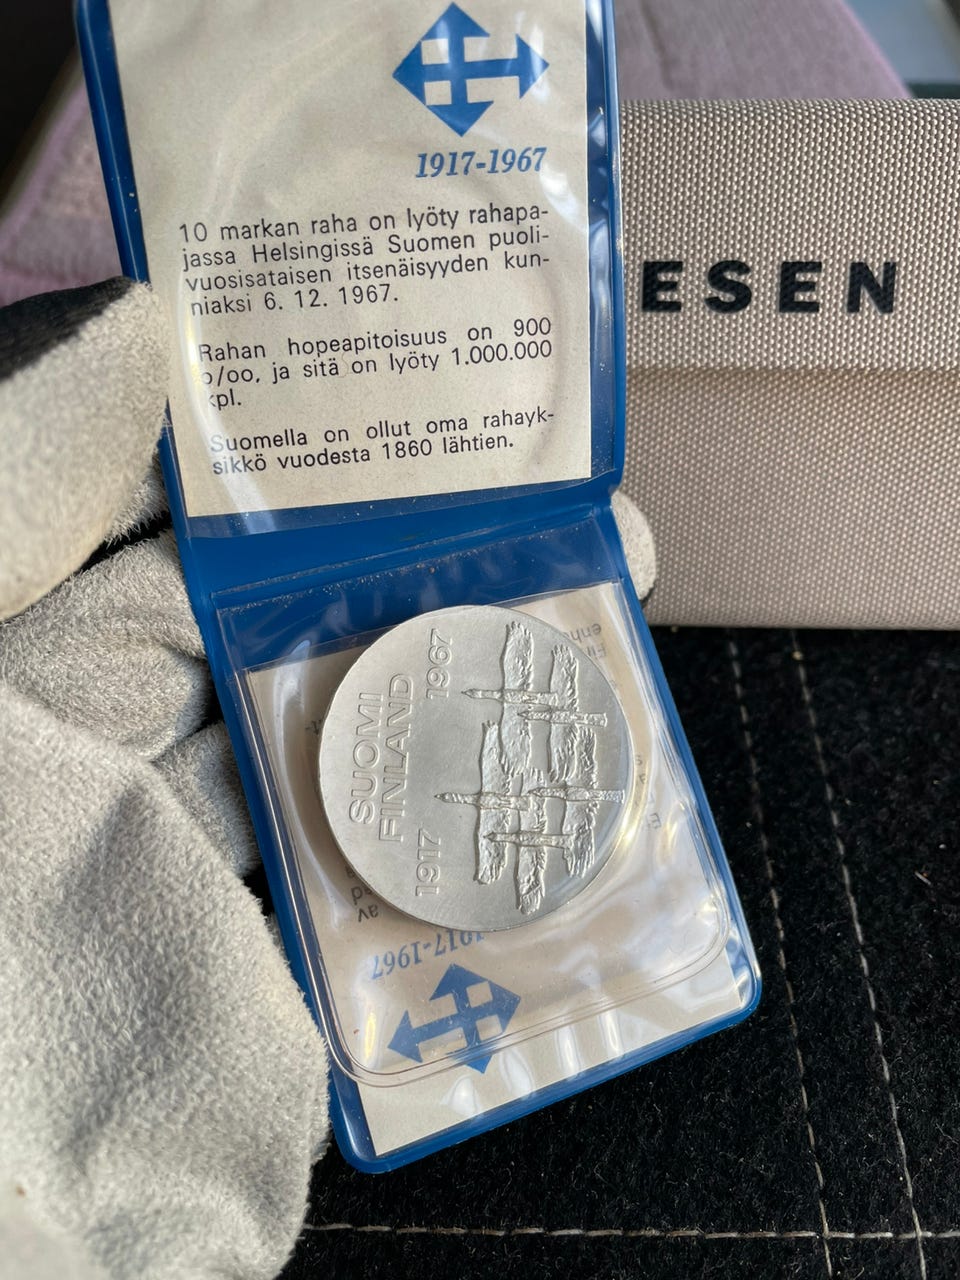 1917-1967
10 markan raha on lyöty rahapa-
jassa Helsingissä Suomen puoli-
vuosisataisen itsenäisyyden kun-
niaksi 6. 12. 1967.
Rahan hopeapitoisuus on 900
o/oo, ja sitä on lyöty 1.000.000
kpl.
Suomella on ollut oma rahayk-
sikkö vuodesta 1860 lähtien.
ESEN
SUOMI
FINLAND
1917 1967
1917-1967
av